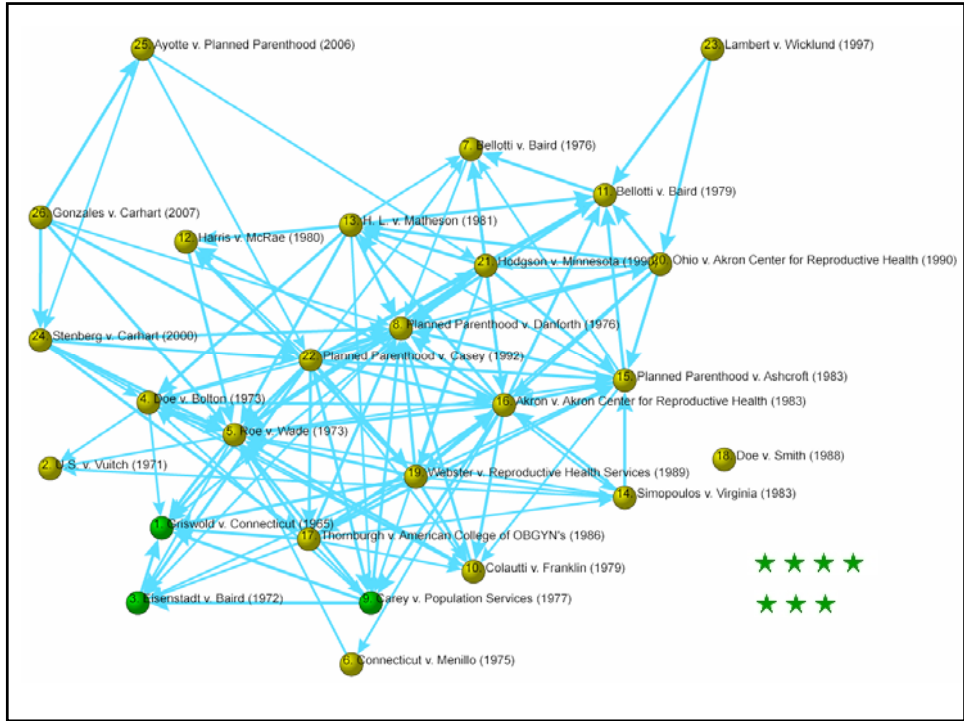 25. Ayotte v. Planned Parenthood (2006)
23. Lambert v. Wicklund (1997)
7. Bellotti v. Baird (1976)
11. Bellotti v. Baird (1979)
26. Gonzales v. Carhart (2007)
13. H. L. v. Matheson (1981)
12. Harris v. McRae (1980)
21. Hodgson v. Minnesota (1990)
20. Ohio v. Akron Center for Reproductive Health (1990)
8. Planned Parenthood v. Danforth (1976)
24. Stenberg v. Carhart (2000)
22. Planned Parenthood v. Casey (1992)
15. Planned Parenthood v. Ashcroft (1983)
4. Doe v. Bolton (1973)
16. Akron v. Akron Center for Reproductive Health (1983)
5. Roe v. Wade (1973)
18. Doe v. Smith (1988)
2. U.S. v. Vuitch (1971)
19. Webster v. Reproductive Health Services (1989)
14. Simopoulos v. Virginia (1983)
1. Griswold v. Connecticut (1965)
17. Thornburgh v. American College of OBGYN's (1986)
10. Colautti v. Franklin (1979)
3. Eisenstadt v. Baird (1972)
9. Carey v. Population Services (1977)
6. Connecticut v. Menillo (1975)